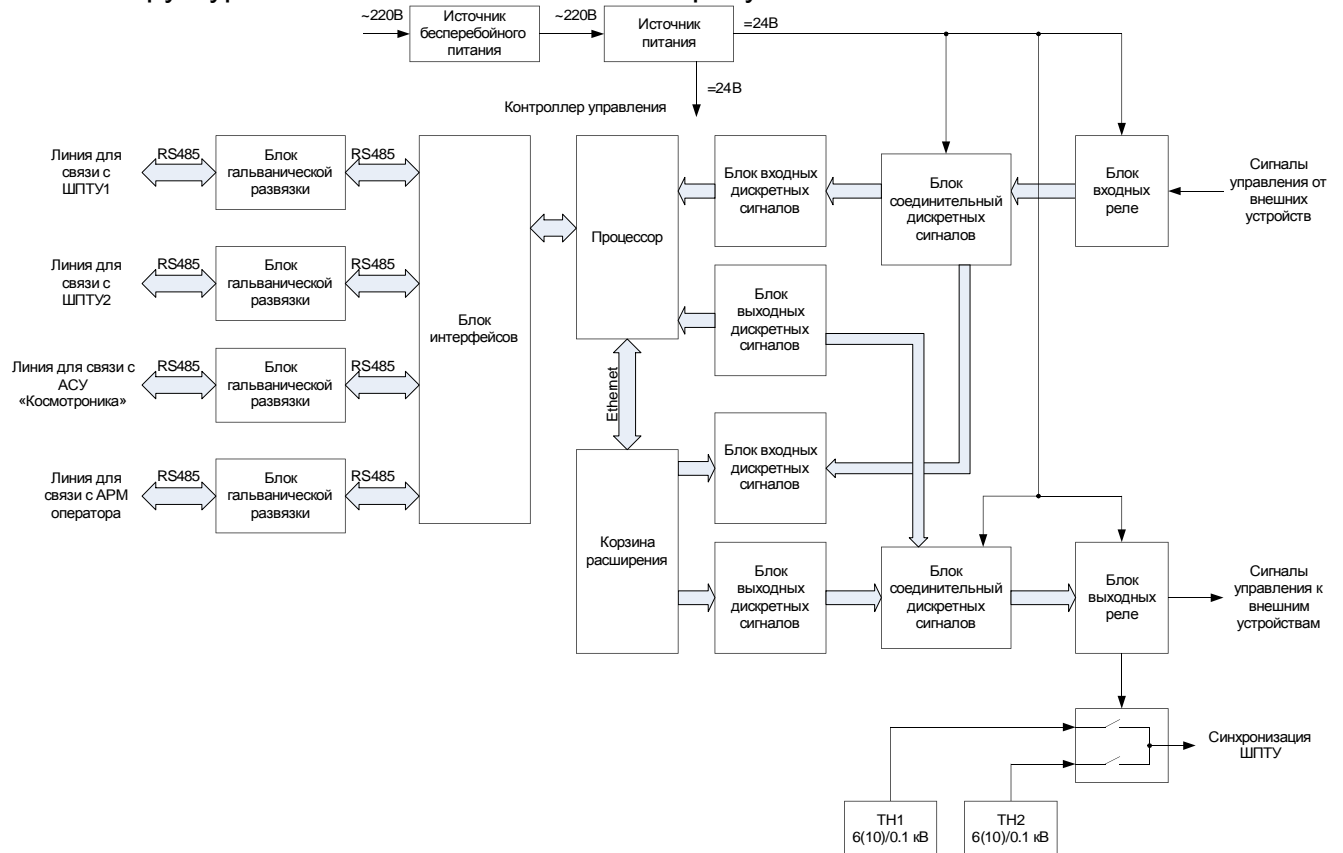 ~220В
Источник
бесперебойного
питания
~220В
Источник
питания
=24В
=24В
Контроллер управления
Линия для
связи с
ШПТУ1
RS485
Блок
гальванической
развязки
RS485
Линия для
связи с
ШПТУ2
RS485
Блок
гальванической
развязки
RS485
Линия для связи с
АСУ
«Космотроника»
RS485
Блок
гальванической
развязки
RS485
Линия для
связи с АРМ
оператора
RS485
Блок
гальванической
развязки
RS485
Блок
интерфейсов
Процессор
Ethernet
Корзина
расширения
Блок входных
дискретных
сигналов
Блок
соединительный
дискретных
сигналов
Блок
входных
реле
Сигналы
управления от
внешних
устройств
Блок
выходных
дискретных
сигналов
Блок входных
дискретных
сигналов
Блок
выходных
дискретных
сигналов
Блок
соединительный
дискретных
сигналов
Блок
выходных
реле
Сигналы
управления к
внешним
устройствам
Синхронизация
ШПТУ
ТН1
6(10)/0.1 кВ
ТН2
6(10)/0.1 кВ